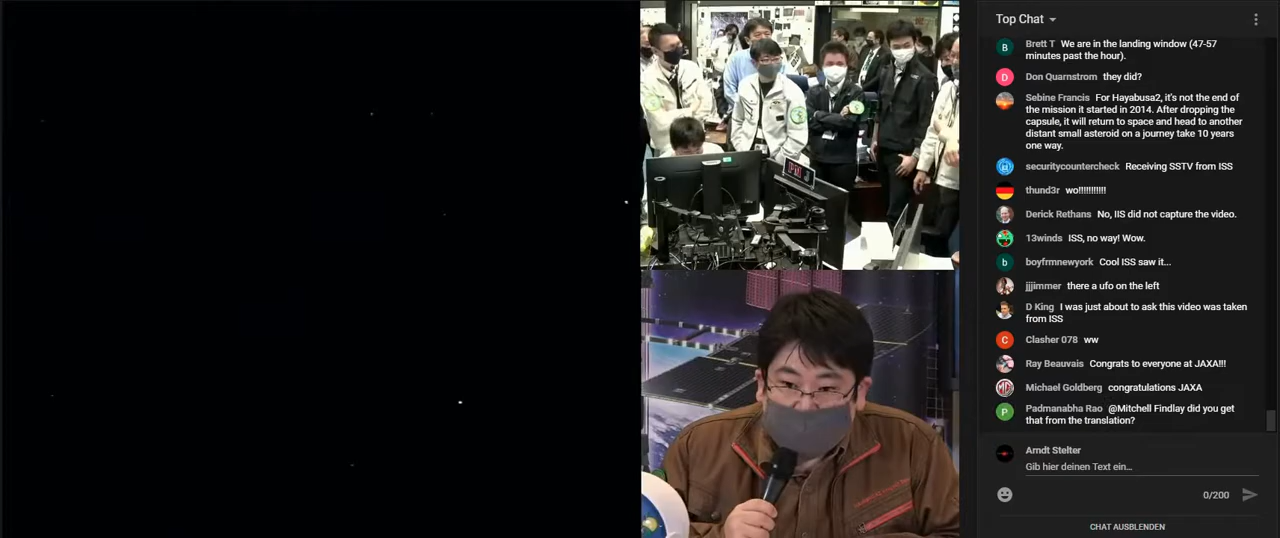 Top Chat
Brett T We are in the landing window (47-57
minutes past the hour).
Don Quarnstrom they did?
Sebine Francis For Hayabusa2, it's not the end of
the mission it started in 2014. After dropping the
capsule, it will return to space and head to another
distant small asteroid on a journey take 10 years
one way.
securitycountercheck Receiving SSTV from ISS
thund3r wo!!!!!!!!!!!
Derick Rethans No, IIS did not capture the video.
13winds ISS, no way! Wow.
boyfrmnewyork Cool ISS saw it...
jjjimmer there a ufo on the left
D King I was just about to ask this video was taken
from ISS
Clasher 078 ww
Ray Beauvais Congrats to everyone at JAXA!!!
Michael Goldberg congratulations JAXA
Padmanabha Rao @Mitchell Findlay did you get
that from the translation?
Arndt Stelter
Gib hier deinen Text ein...
0/200
CHAT AUSBLENDEN